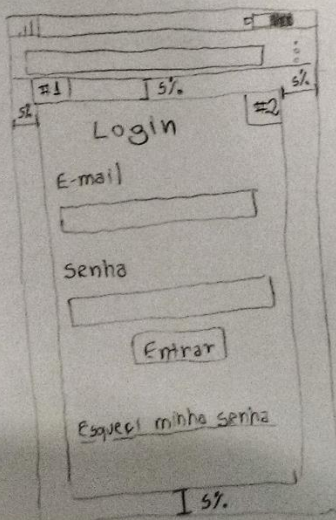 #1 5% 5%
5% #2
Login
E-mail
Senha
Entrar
Esqueci minha senha
5%